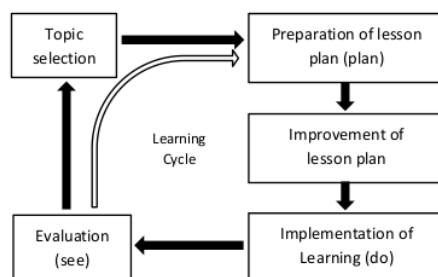 Topic
selection
Preparation of lesson
plan (plan)
Learning
Cycle
Improvement of
lesson plan
Evaluation
(see)
Implementation of
Learning (do)